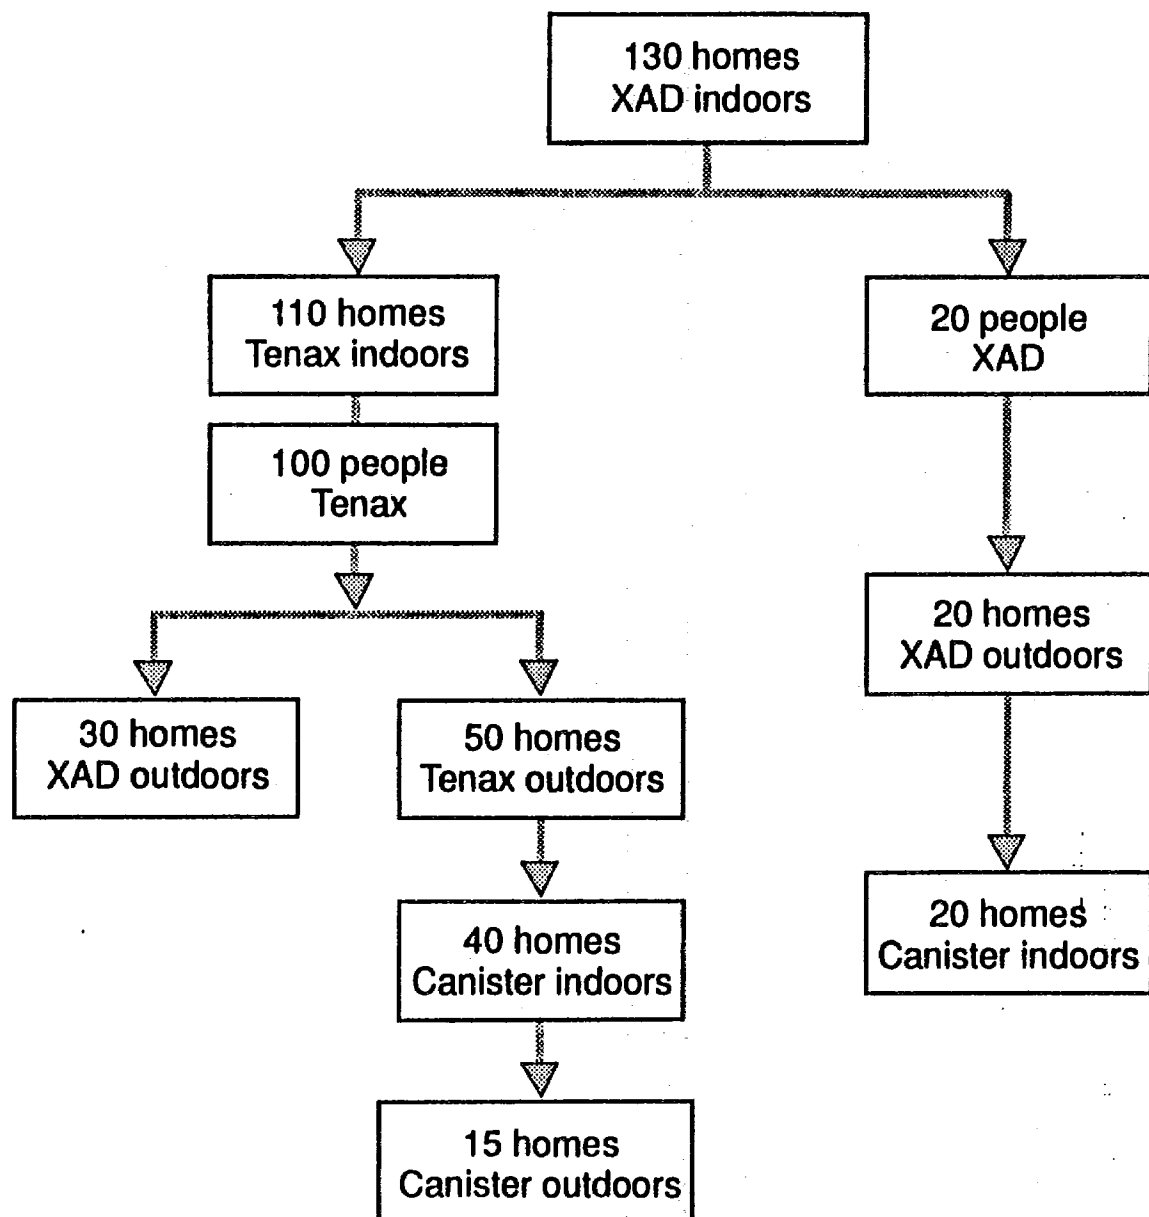 130 homes
XAD indoors
110 homes
Tenax indoors
20 people
XAD
100 people
Tenax
20 homes
XAD outdoors
30 homes
XAD outdoors
50 homes
Tenax outdoors
40 homes
Canister indoors
20 homes
Canister indoors
15 homes
Canister outdoors